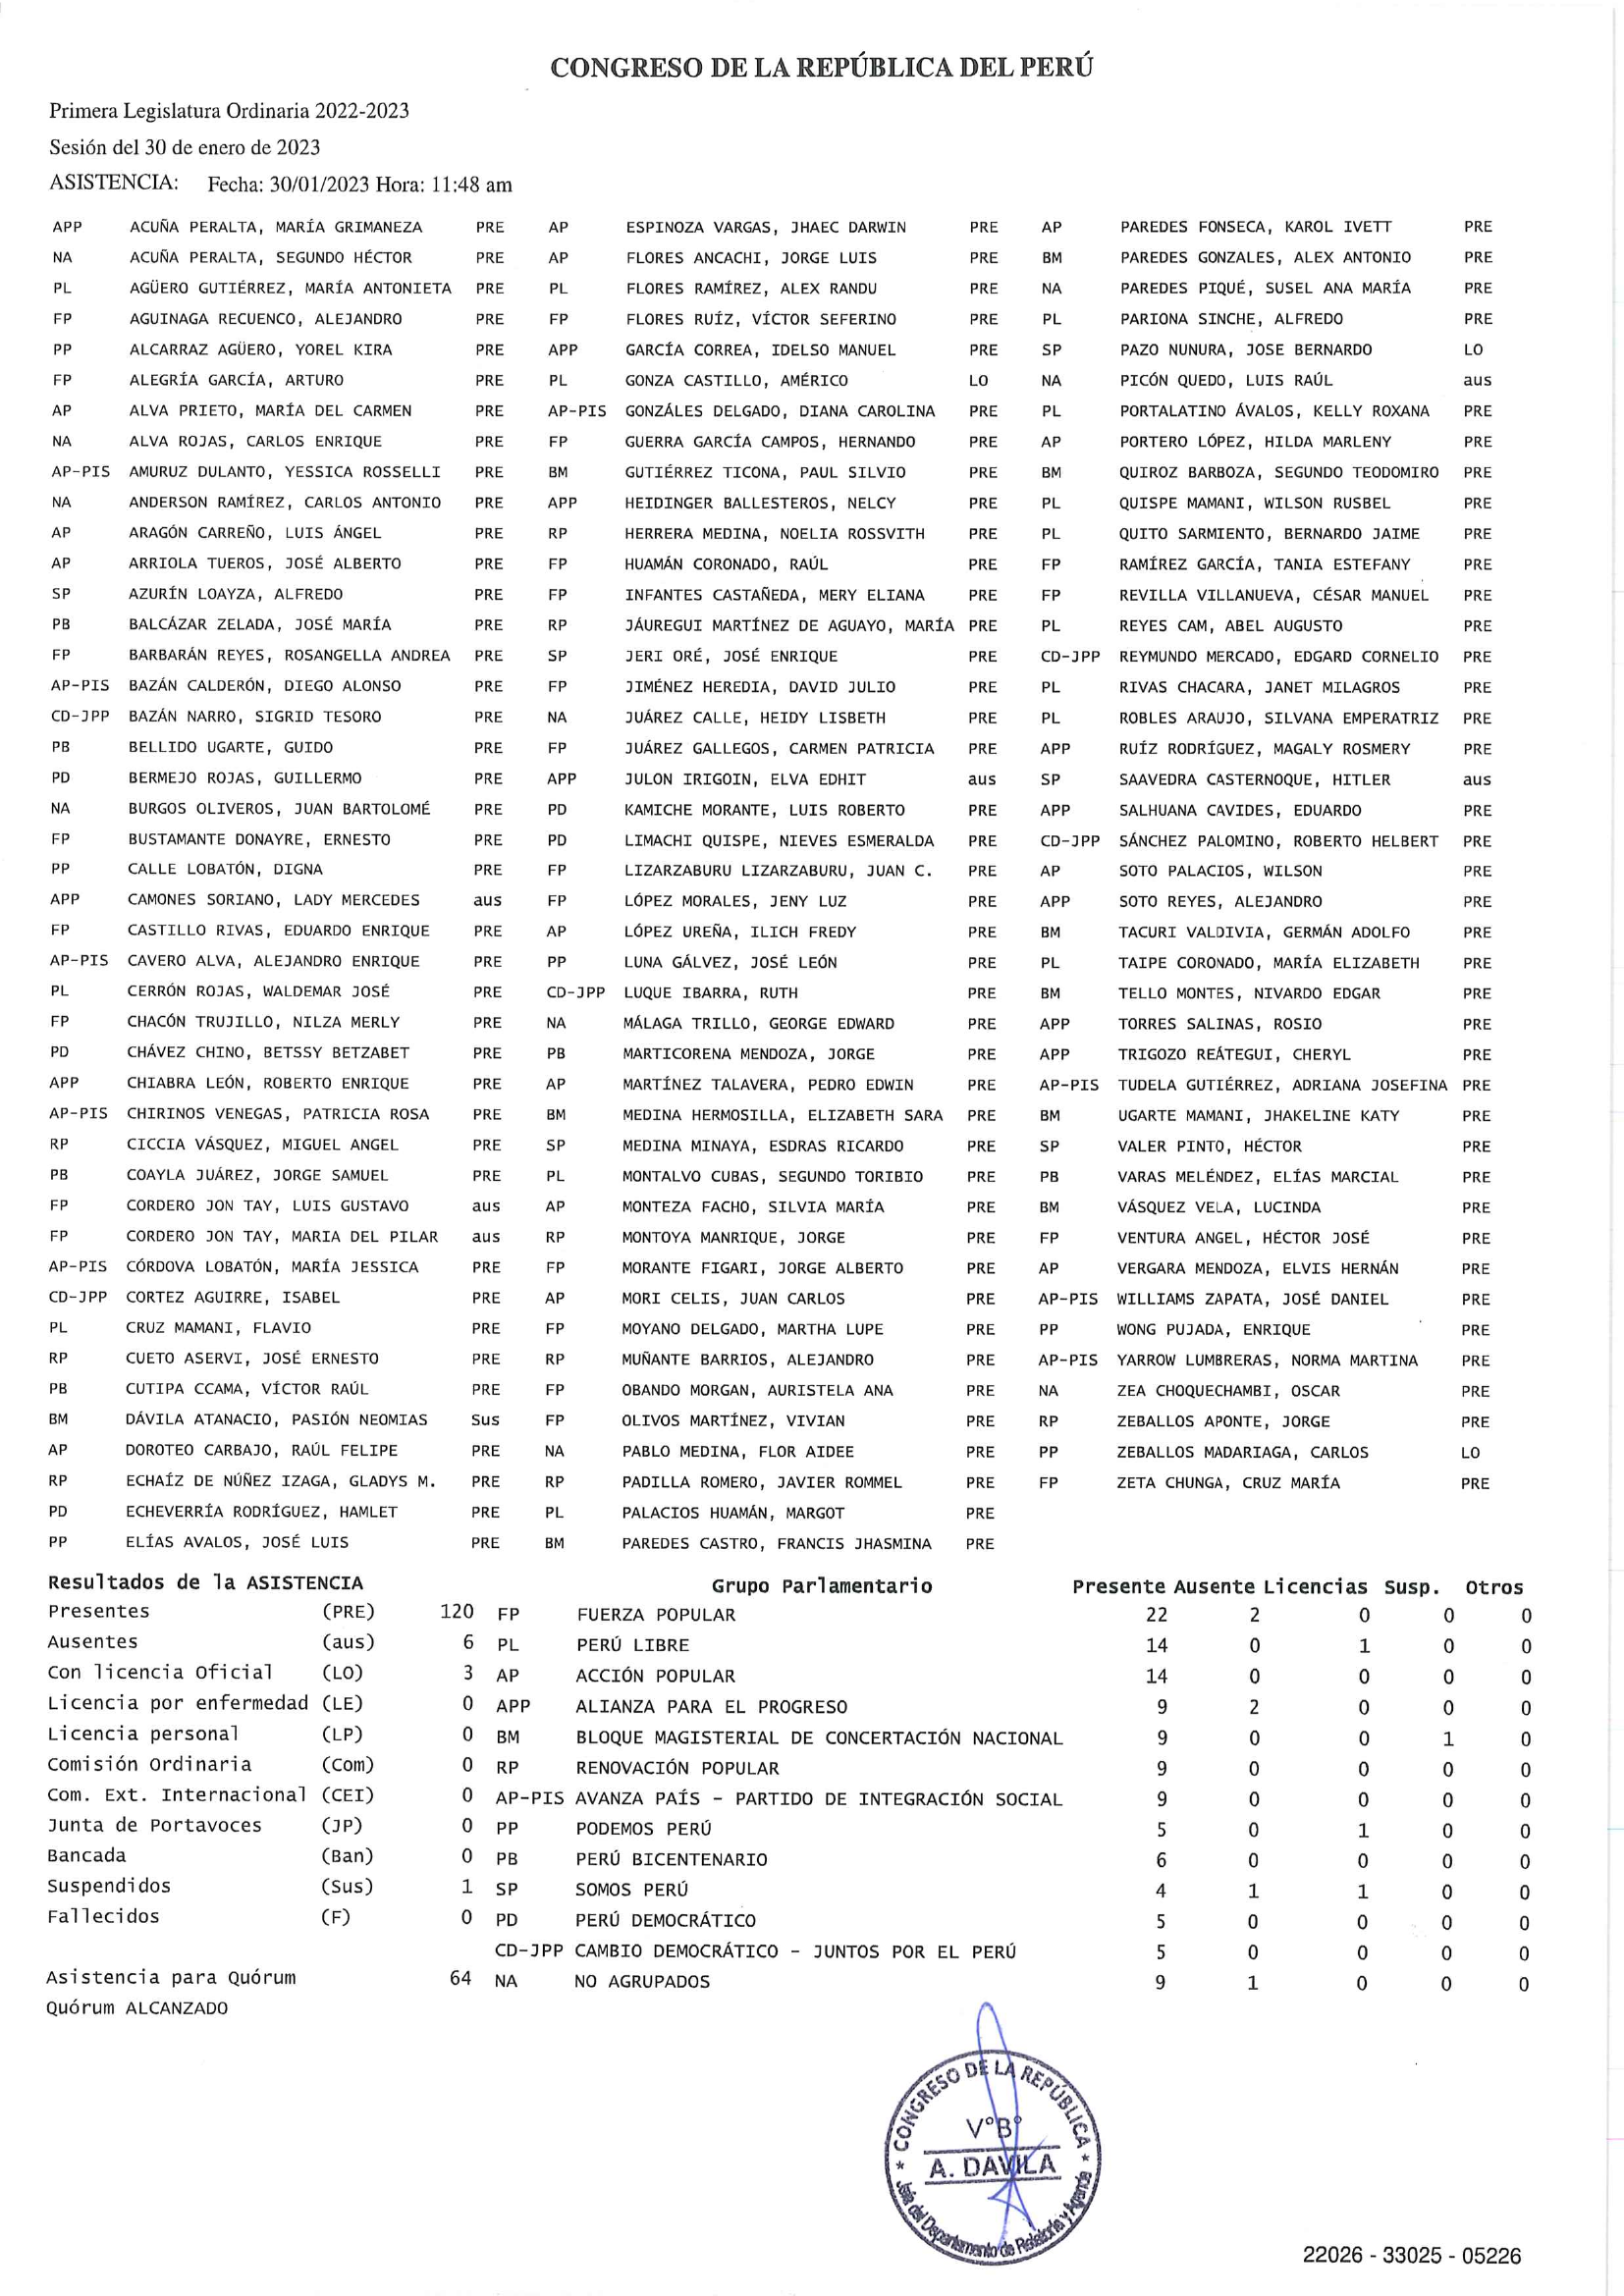 CONGRESO DE LA REPÚBLICA DEL PERÚ
Primera Legislatura Ordinaria 2022-2023
Sesión del 30 de enero de 2023
ASISTENCIA: Fecha: 30/01/2023 Hora: 11:48 am
APP ACUÑA PERALTA, MARÍA GRIMANEZA PRE AP ESPINOZA VARGAS, JHAEC DARWIN PRE AP PAREDES FONSECA, KAROL IVETT PRE
NA ACUÑA PERALTA, SEGUNDO HÉCTOR PRE AP FLORES ANCACHI, JORGE LUIS PRE BM PAREDES GONZALES, ALEX ANTONIO PRE
PL AGÜERO GUTIÉRREZ, MARÍA ANTONIETA PRE PL FLORES RAMÍREZ, ALEX RANDU PRE NA PAREDES PIQUÉ, SUSEL ANA MARÍA PRE
FP AGUINAGA RECUENCO, ALEJANDRO PRE FP FLORES RUÍZ, VÍCTOR SEFERINO PRE PL PARIONA SINCHE, ALFREDO PRE
PP ALCARRAZ AGÜERO, YOREL KIRA PRE APP GARCÍA CORREA, IDELSO MANUEL PRE SP PAZO NUNURA, JOSE BERNARDO LO
FP ALEGRÍA GARCÍA, ARTURO PRE PL GONZA CASTILLO, AMÉRICO LO NA PICÓN QUEDO, LUIS RAÚL aus
AP ALVA PRIETO, MARÍA DEL CARMEN PRE AP-PIS GONZÁLES DELGADO, DIANA CAROLINA PRE PL PORTALATINO ÁVALOS, KELLY ROXANA PRE
NA ALVA ROJAS, CARLOS ENRIQUE PRE FP GUERRA GARCÍA CAMPOS, HERNANDO PRE AP PORTERO LÓPEZ, HILDA MARLENY PRE
AP-PIS AMURUZ DULANTO, YESSICA ROSSELLI PRE BM GUTIÉRREZ TICONA, PAUL SILVIO PRE BM QUIROZ BARBOZA, SEGUNDO TEODOMIRO PRE
NA ANDERSON RAMÍREZ, CARLOS ANTONIO PRE APP HEIDINGER BALLESTEROS, NELCY PRE PL QUISPE MAMANI, WILSON RUSBEL PRE
AP ARAGÓN CARREÑO, LUIS ÁNGEL PRE RP HERRERA MEDINA, NOELIA ROSSVITH PRE PL QUITO SARMIENTO, BERNARDO JAIME PRE
AP ARRIOLA TUEROS, JOSÉ ALBERTO PRE FP HUAMÁN CORONADO, RAÚL PRE FP RAMÍREZ GARCÍA, TANIA ESTEFANY PRE
SP AZURÍN LOAYZA, ALFREDO PRE FP INFANTES CASTAÑEDA, MERY ELIANA PRE FP REVILLA VILLANUEVA, CÉSAR MANUEL PRE
PB BALCÁZAR ZELADA, JOSÉ MARÍA PRE RP JÁUREGUI MARTÍNEZ DE AGUAYO, MARÍA PRE PL REYES CAM, ABEL AUGUSTO PRE
FP BARBARÁN REYES, ROSANGELLA ANDREA PRE SP JERI ORÉ, JOSÉ ENRIQUE PRE CD-JPP REYMUNDO MERCADO, EDGARD CORNELIO PRE
AP-PIS BAZÁN CALDERÓN, DIEGO ALONSO PRE FP JIMÉNEZ HEREDIA, DAVID JULIO PRE PL RIVAS CHACARA, JANET MILAGROS PRE
CD-JPP BAZÁN NARRO, SIGRID TESORO PRE NA JUÁREZ CALLE, HEIDY LISBETH PRE PL ROBLES ARAUJO, SILVANA EMPERATRIZ PRE
PB BELLIDO UGARTE, GUIDO PRE FP JUÁREZ GALLEGOS, CARMEN PATRICIA PRE APP RUÍZ RODRÍGUEZ, MAGALY ROSMERY PRE
PD BERMEJO ROJAS, GUILLERMO PRE APP JULON IRIGOIN, ELVA EDHIT aus SP SAAVEDRA CASTERNOQUE, HITLER aus
NA BURGOS OLIVEROS, JUAN BARTOLOMÉ PRE PD KAMICHE MORANTE, LUIS ROBERTO PRE APP SALHUANA CAVIDES, EDUARDO PRE
FP BUSTAMANTE DONAYRE, ERNESTO PRE PD LIMACHI QUISPE, NIEVES ESMERALDA PRE CD-JPP SÁNCHEZ PALOMINO, ROBERTO HELBERT PRE
PP CALLE LOBATÓN, DIGNA PRE FP LIZARZABURU LIZARZABURU, JUAN C. PRE AP SOTO PALACIOS, WILSON PRE
APP CAMONES SORIANO, LADY MERCEDES aus FP LÓPEZ MORALES, JENY LUZ PRE APP SOTO REYES, ALEJANDRO PRE
FP CASTILLO RIVAS, EDUARDO ENRIQUE PRE AP LÓPEZ UREÑA, ILICH FREDY PRE BM TACURI VALDIVIA, GERMÁN ADOLFO PRE
AP-PIS CAVERO ALVA, ALEJANDRO ENRIQUE PRE PP LUNA GÁLVEZ, JOSÉ LEÓN PRE PL TAIPE CORONADO, MARÍA ELIZABETH PRE
PL CERRÓN ROJAS, WALDEMAR JOSÉ PRE CD-JPP LUQUE IBARRA, RUTH PRE BM TELLO MONTES, NIVARDO EDGAR PRE
FP CHACÓN TRUJILLO, NILZA MERLY PRE NA MÁLAGA TRILLO, GEORGE EDWARD PRE APP TORRES SALINAS, ROSIO PRE
PD CHÁVEZ CHINO, BETSSY BETZABET PRE PB MARTICORENA MENDOZA, JORGE PRE APP TRIGOZO REÁTEGUI, CHERYL PRE
APP CHIABRA LEÓN, ROBERTO ENRIQUE PRE AP MARTÍNEZ TALAVERA, PEDRO EDWIN PRE AP-PIS TUDELA GUTIÉRREZ, ADRIANA JOSEFINA PRE
AP-PIS CHIRINOS VENEGAS, PATRICIA ROSA PRE BM MEDINA HERMOSILLA, ELIZABETH SARA PRE BM UGARTE MAMANI, JHAKELINE KATY PRE
RP CICCIA VÁSQUEZ, MIGUEL ANGEL PRE SP MEDINA MINAYA, ESDRAS RICARDO PRE SP VALER PINTO, HÉCTOR PRE
PB COAYLA JUÁREZ, JORGE SAMUEL PRE PL MONTALVO CUBAS, SEGUNDO TORIBIO PRE PB VARAS MELÉNDEZ, ELÍAS MARCIAL PRE
FP CORDERO JON TAY, LUIS GUSTAVO aus AP MONTEZA FACHO, SILVIA MARÍA PRE BM VÁSQUEZ VELA, LUCINDA PRE
FP CORDERO JON TAY, MARIA DEL PILAR aus RP MONTOYA MANRIQUE, JORGE PRE FP VENTURA ANGEL, HÉCTOR JOSÉ PRE
AP-PIS CÓRDOVA LOBATÓN, MARÍA JESSICA PRE FP MORANTE FIGARI, JORGE ALBERTO PRE AP VERGARA MENDOZA, ELVIS HERNÁN PRE
CD-JPP CORTEZ AGUIRRE, ISABEL PRE AP MORI CELIS, JUAN CARLOS PRE AP-PIS WILLIAMS ZAPATA, JOSÉ DANIEL PRE
PL CRUZ MAMANI, FLAVIO PRE FP MOYANO DELGADO, MARTHA LUPE PRE PP WONG PUJADA, ENRIQUE PRE
RP CUETO ASERVI, JOSÉ ERNESTO PRE RP MUÑANTE BARRIOS, ALEJANDRO PRE AP-PIS YARROW LUMBRERAS, NORMA MARTINA PRE
PB CUTIPA CCAMA, VÍCTOR RAÚL PRE FP OBANDO MORGAN, AURISTELA ANA PRE NA ZEA CHOQUECHAMBI, OSCAR PRE
BM DÁVILA ATANACIO, PASIÓN NEOMIAS Sus FP OLIVOS MARTÍNEZ, VIVIAN PRE RP ZEBALLOS APONTE, JORGE PRE
AP DOROTEO CARBAJO, RAÚL FELIPE PRE NA PABLO MEDINA, FLOR AIDEE PRE PP ZEBALLOS MADARIAGA, CARLOS LO
RP ECHAÍZ DE NÚÑEZ IZAGA, GLADYS M. PRE RP PADILLA ROMERO, JAVIER ROMMEL PRE FP ZETA CHUNGA, CRUZ MARÍA PRE
PD ECHEVERRÍA RODRÍGUEZ, HAMLET PRE PL PALACIOS HUAMÁN, MARGOT PRE
PP ELÍAS AVALOS, JOSÉ LUIS PRE BM PAREDES CASTRO, FRANCIS JHASMINA PRE
Resultados de la ASISTENCIA Grupo Parlamentario Presente Ausente Licencias Susp. Otros
Presentes (PRE) 120 FP FUERZA POPULAR 22 2 0 0 0
Ausentes (aus) 6 PL PERÚ LIBRE 14 0 1 0 0
Con licencia Oficial (LO) 3 AP ACCIÓN POPULAR 14 0 0 0 0
Licencia por enfermedad (LE) 0 APP ALIANZA PARA EL PROGRESO 9 2 0 0 0
Licencia personal (LP) 0 BM BLOQUE MAGISTERIAL DE CONCERTACIÓN NACIONAL 9 0 0 1 0
Comisión Ordinaria (Com) 0 RP RENOVACIÓN POPULAR 9 0 0 0 0
Com. Ext. Internacional (CEI) 0 AP-PIS AVANZA PAÍS - PARTIDO DE INTEGRACIÓN SOCIAL 9 0 0 0 0
Junta de Portavoces (JP) 0 PP PODEMOS PERÚ 5 0 1 0 0
Bancada (Ban) 0 PB PERÚ BICENTENARIO 6 0 0 0 0
Suspendidos (Sus) 1 SP SOMOS PERÚ 4 1 1 0 0
Fallecidos (F) 0 PD PERÚ DEMOCRÁTICO 5 0 0 0 0
CD-JPP CAMBIO DEMOCRÁTICO - JUNTOS POR EL PERÚ 5 0 0 0 0
Asistencia para Quórum 64 NA NO AGRUPADOS 9 1 0 0 0
Quórum ALCANZADO
* CONGRESO DE LA REPÚBLICA *
V°B°
A. DAVILA
Jefa del Departamento de Relatoría y Agenda
22026 - 33025 - 05226